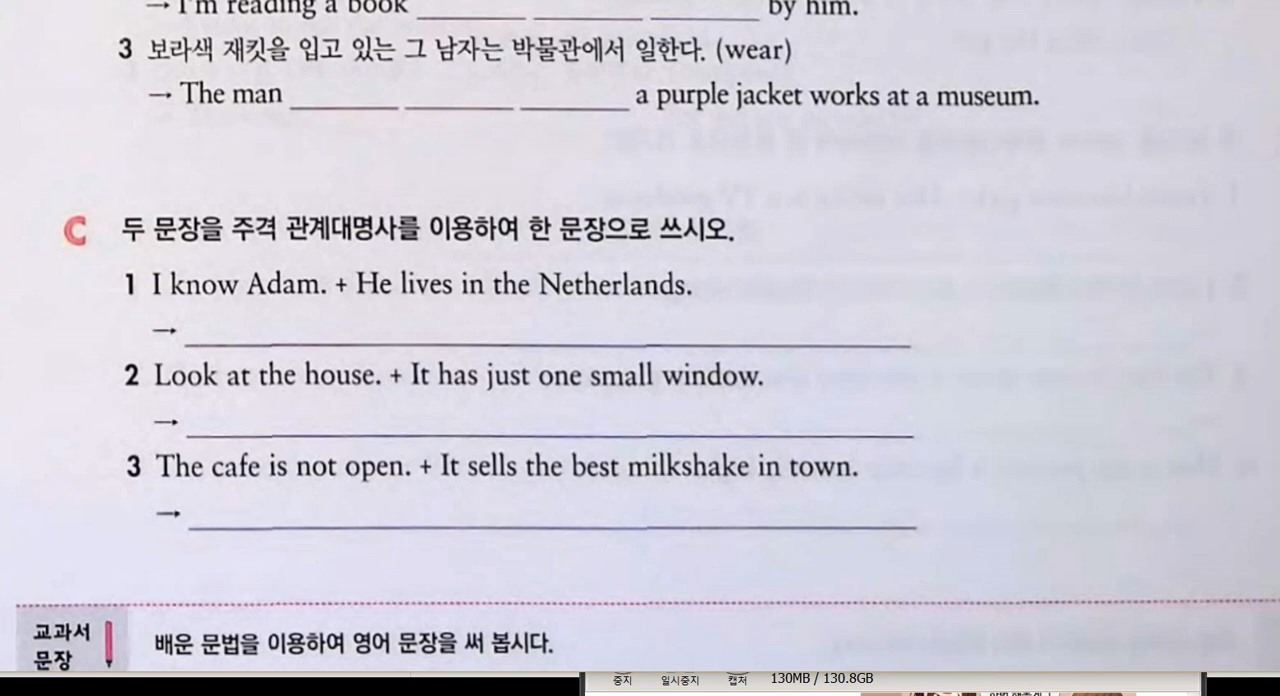 → I'm reading a book ________ ________ ________ by him.
3 보라색 재킷을 입고 있는 그 남자는 박물관에서 일한다. (wear)
→ The man ________ ________ ________ a purple jacket works at a museum.
C 두 문장을 주격 관계대명사를 이용하여 한 문장으로 쓰시오.
1 I know Adam. + He lives in the Netherlands.
→
2 Look at the house. + It has just one small window.
→
3 The cafe is not open. + It sells the best milkshake in town.
→
교과서
문장
배운 문법을 이용하여 영어 문장을 써 봅시다.
중지 일시중지 캡처 130MB / 130.8GB